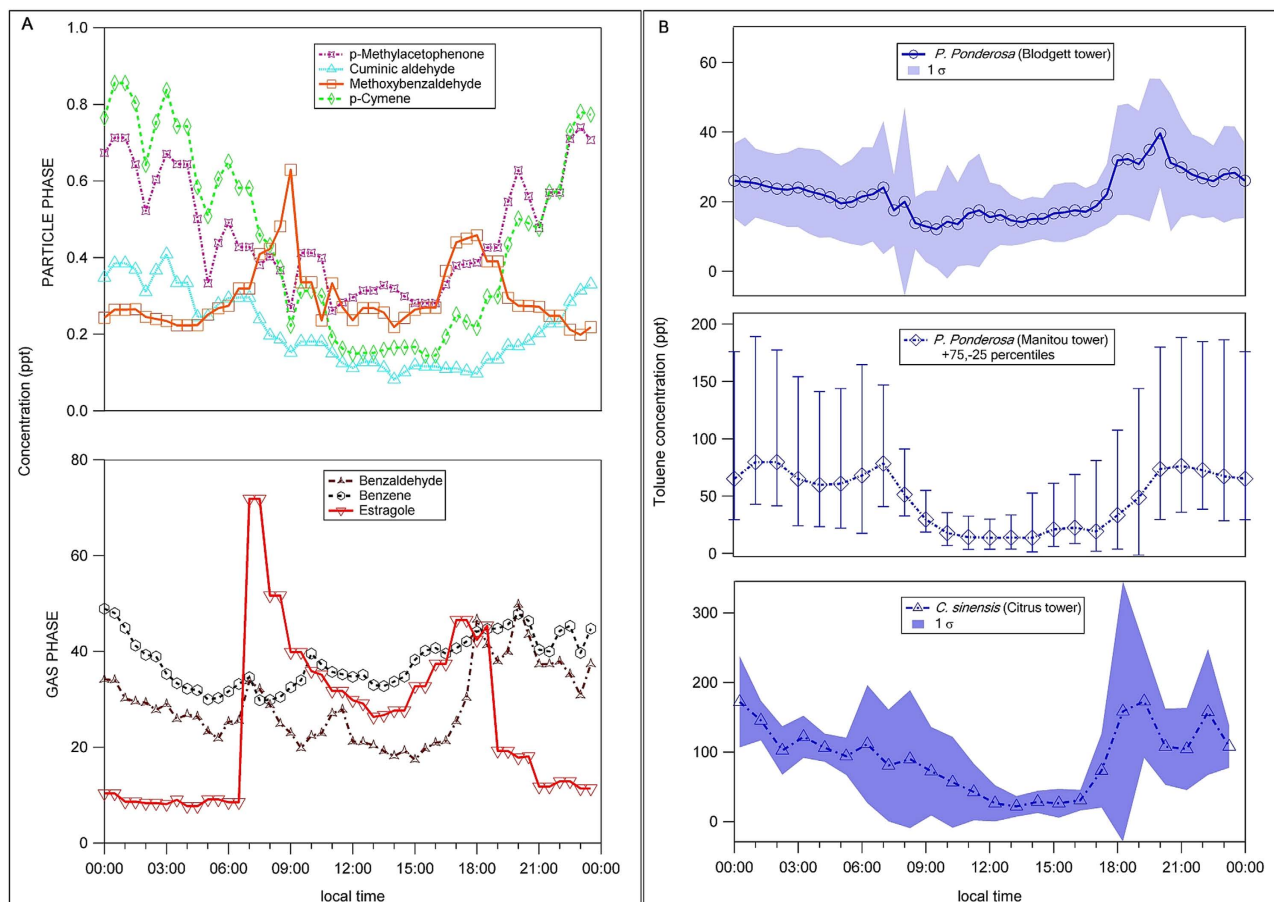 A
Concentration (ppt)
PARTICLE PHASE
1.0
0.8
0.6
0.4
0.2
0.0
p-Methylacetophenone
Cuminic aldehyde
Methoxybenzaldehyde
p-Cymene
GAS PHASE
80
60
40
20
0
Benzaldehyde
Benzene
Estragole
00:00 03:00 06:00 09:00 12:00 15:00 18:00 21:00 00:00
local time
B
Toluene concentration (ppt)
60
40
20
0
P. Ponderosa (Blodgett tower)
1 σ
200
150
100
50
0
P. Ponderosa (Manitou tower)
+75,-25 percentiles
300
200
100
0
C. sinensis (Citrus tower)
1 σ
00:00 03:00 06:00 09:00 12:00 15:00 18:00 21:00 00:00
local time